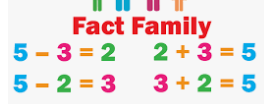 Fact Family
5 - 3 = 2 2 + 3 = 5
5 - 2 = 3 3 + 2 = 5